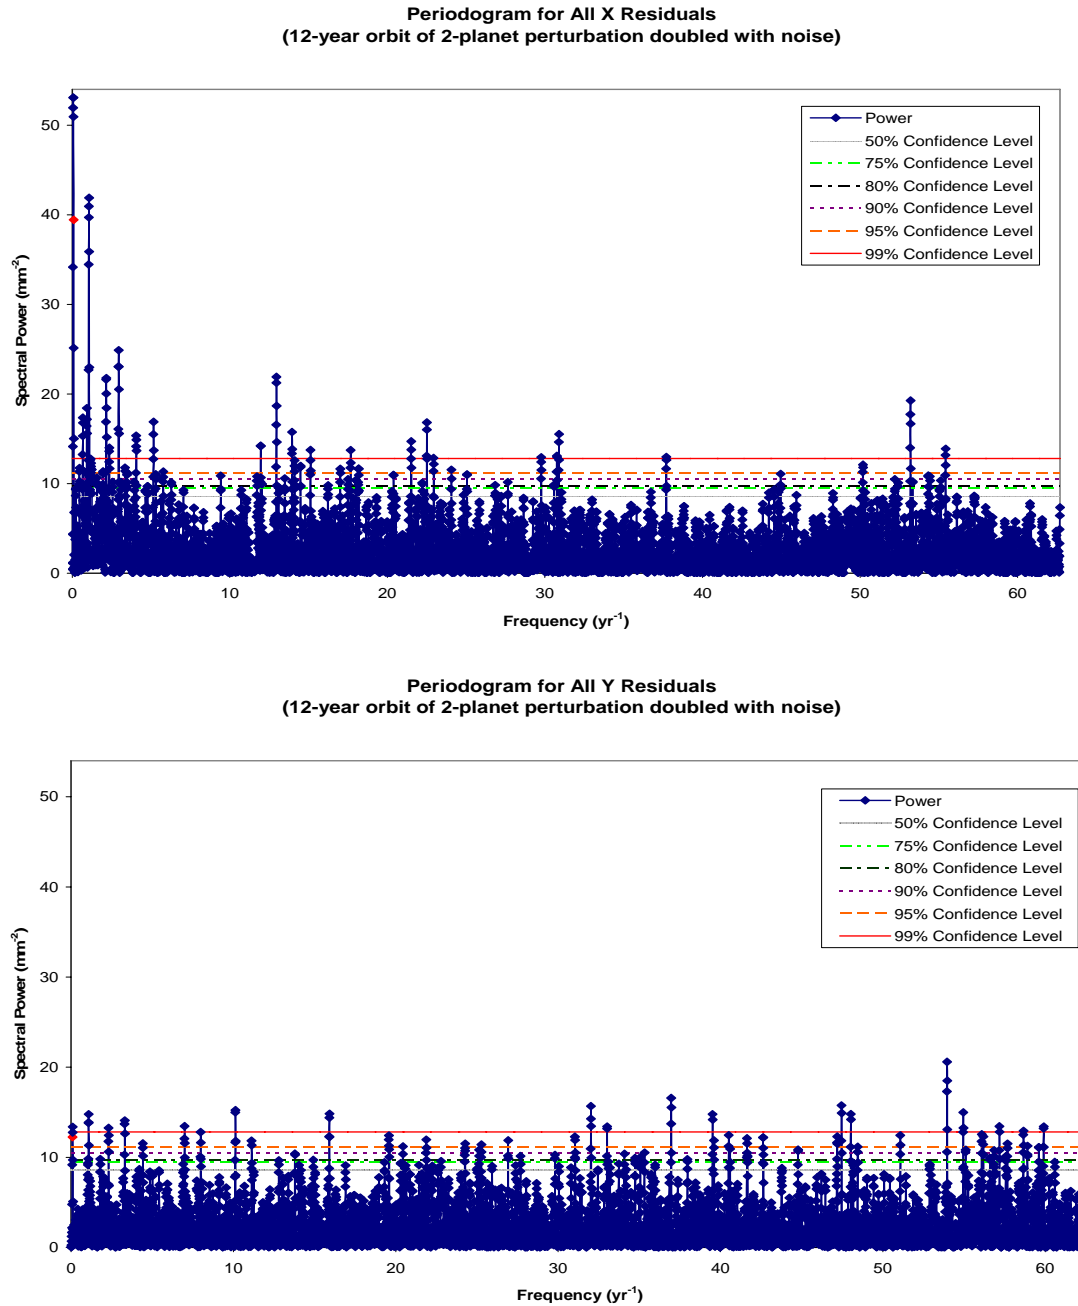 Periodogram for All X Residuals
(12-year orbit of 2-planet perturbation doubled with noise)
50
40
30
20
10
0
Spectral Power (mm-2)
Power
50% Confidence Level
75% Confidence Level
80% Confidence Level
90% Confidence Level
95% Confidence Level
99% Confidence Level
0 10 20 30 40 50 60
Frequency (yr-1)
Periodogram for All Y Residuals
(12-year orbit of 2-planet perturbation doubled with noise)
50
40
30
20
10
0
Spectral Power (mm-2)
Power
50% Confidence Level
75% Confidence Level
80% Confidence Level
90% Confidence Level
95% Confidence Level
99% Confidence Level
0 10 20 30 40 50 60
Frequency (yr-1)